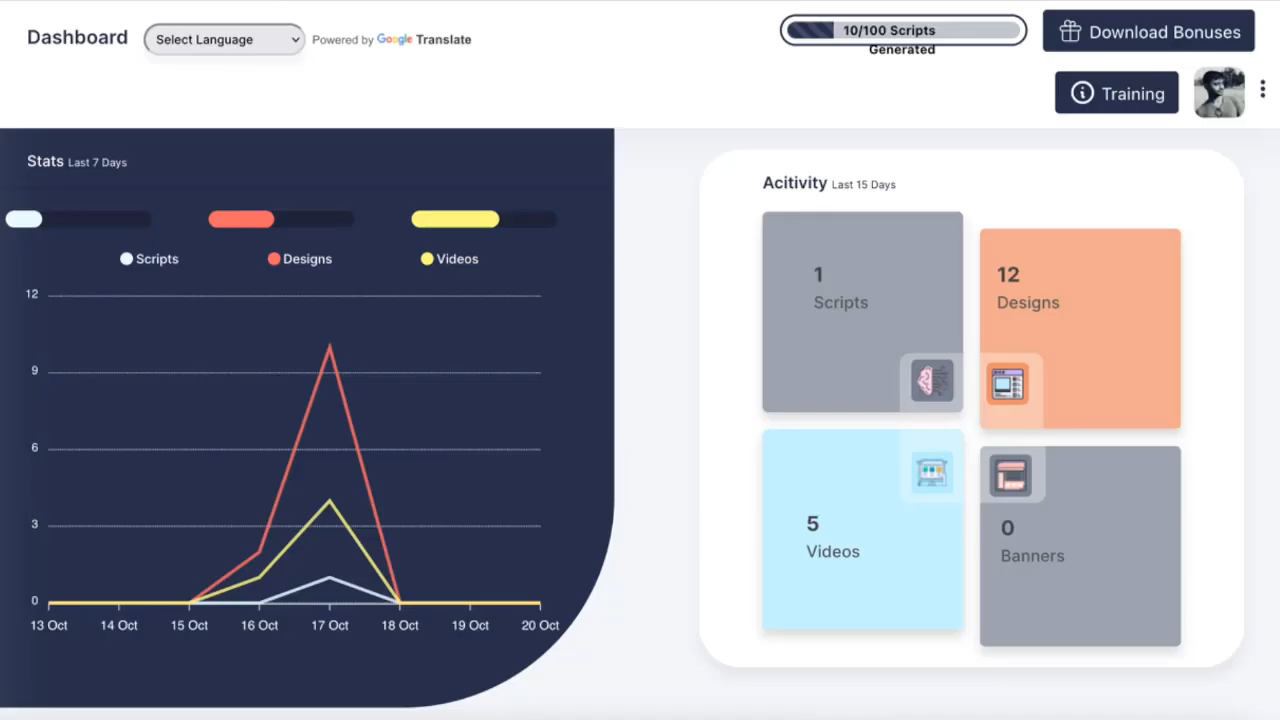 Dashboard
Select Language
Powered by Google Translate
10/100 Scripts
Generated
Download Bonuses
Training
Stats Last 7 Days
Scripts
Designs
Videos
12
9
6
3
0
13 Oct 14 Oct 15 Oct 16 Oct 17 Oct 18 Oct 19 Oct 20 Oct
Acitivity Last 15 Days
1
Scripts
12
Designs
5
Videos
0
Banners